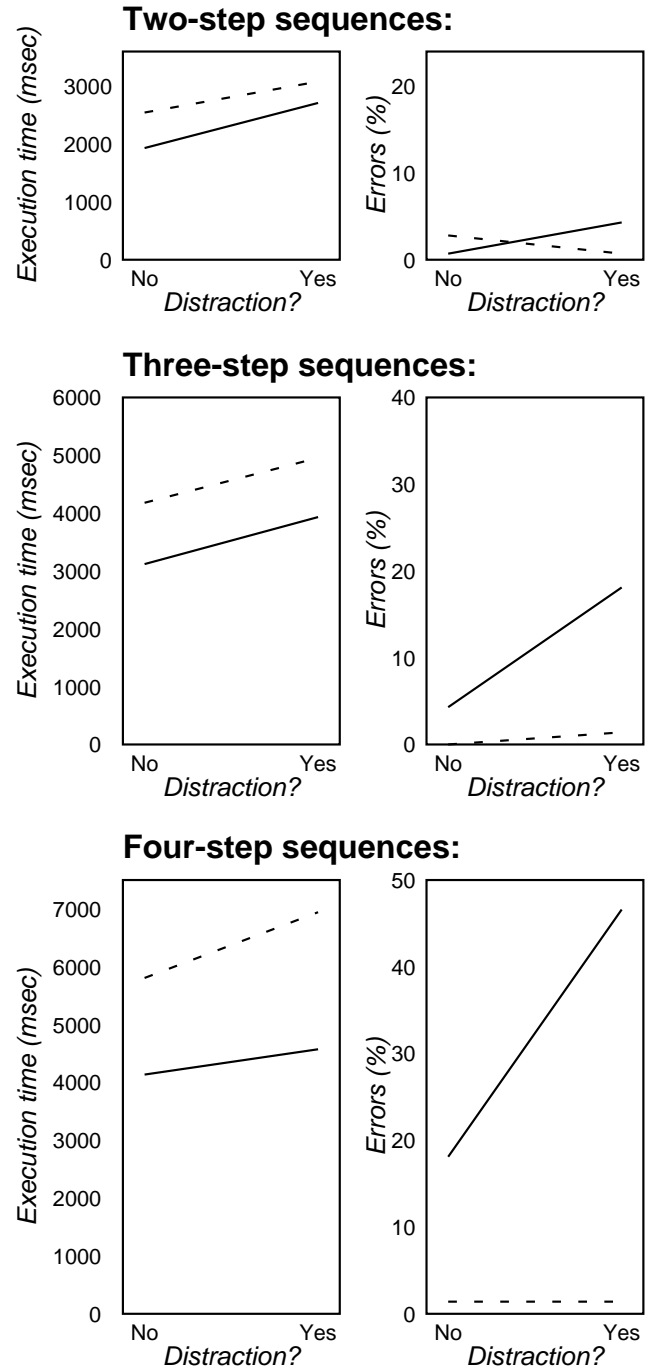 Two-step sequences:
Execution time (msec)
3000
2000
1000
0
No Yes
Distraction?
Errors (%)
20
10
0
No Yes
Distraction?
Three-step sequences:
Execution time (msec)
6000
5000
4000
3000
2000
1000
0
No Yes
Distraction?
Errors (%)
40
30
20
10
0
No Yes
Distraction?
Four-step sequences:
Execution time (msec)
7000
6000
5000
4000
3000
2000
1000
0
No Yes
Distraction?
Errors (%)
50
40
30
20
10
0
No Yes
Distraction?